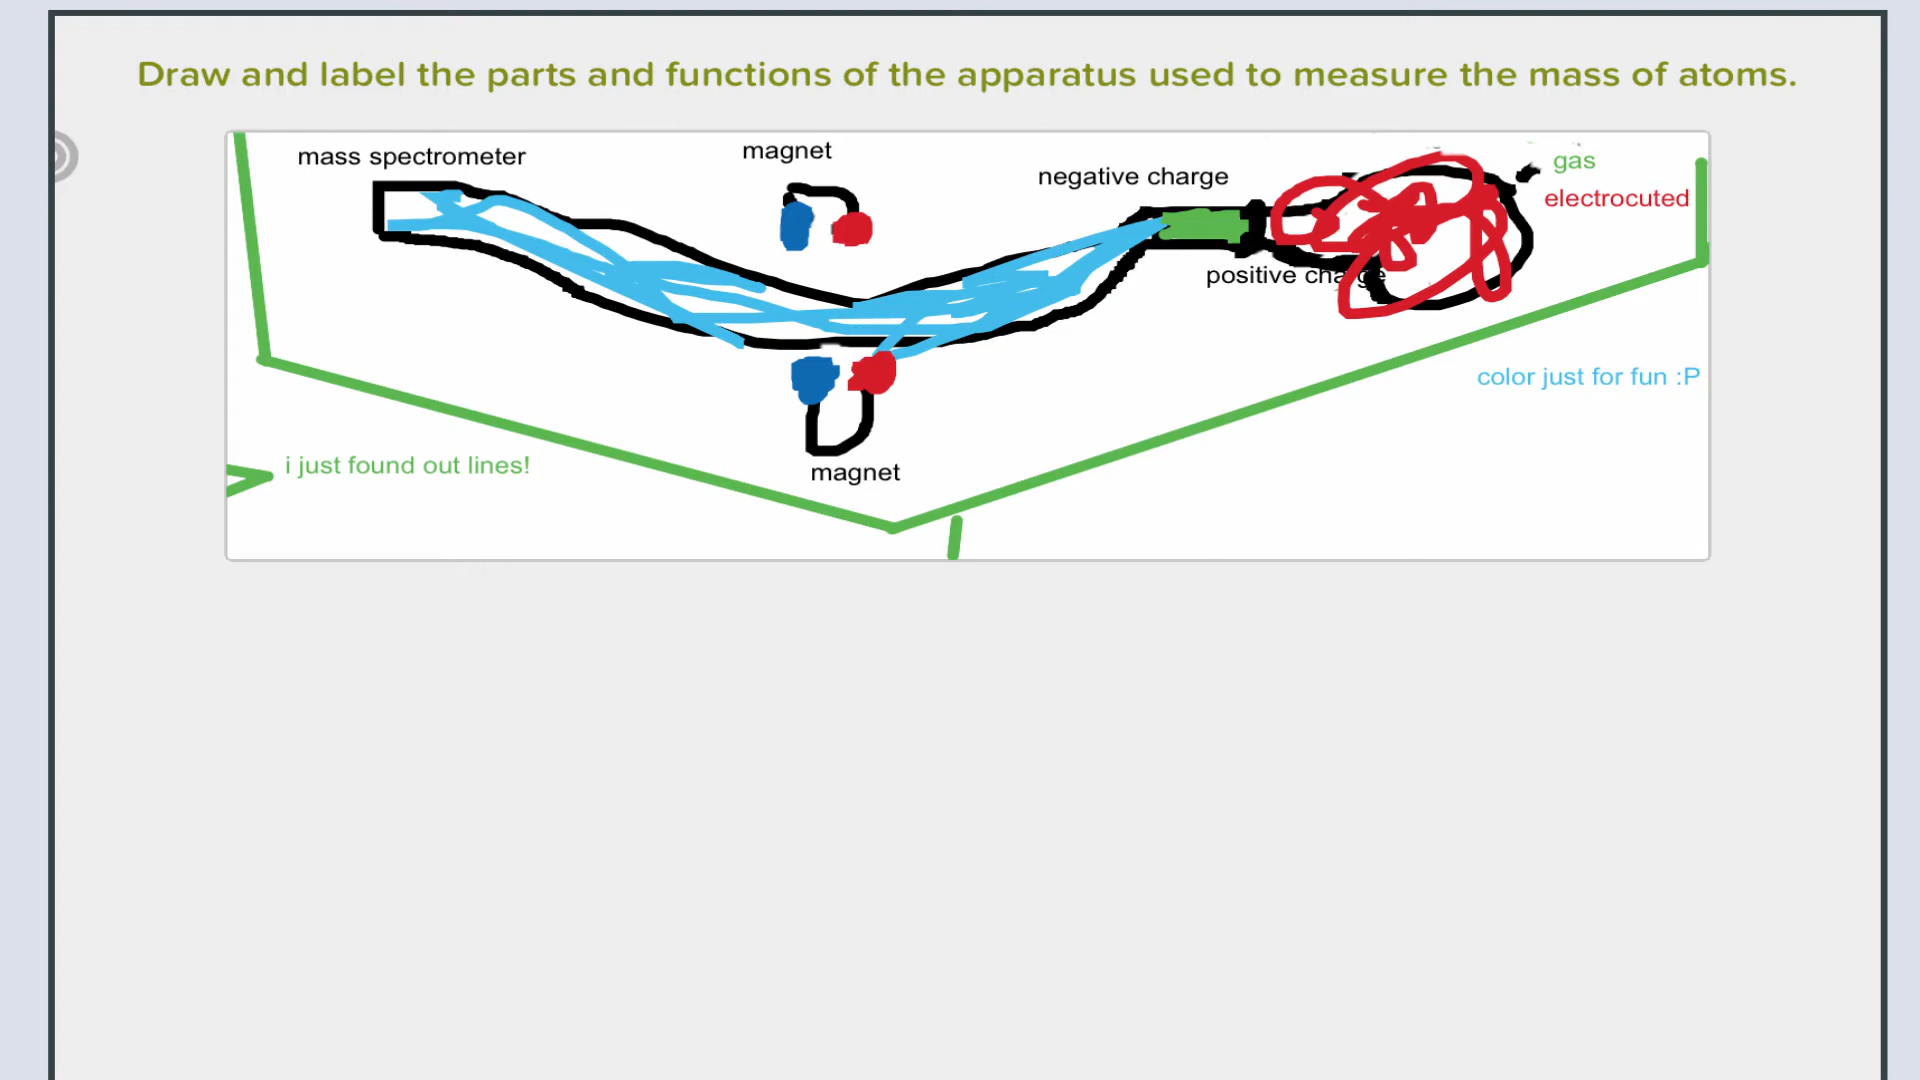 Draw and label the parts and functions of the apparatus used to measure the mass of atoms.
mass spectrometer
magnet
negative charge
gas
electrocuted
positive charge
color just for fun :P
i just found out lines!
magnet